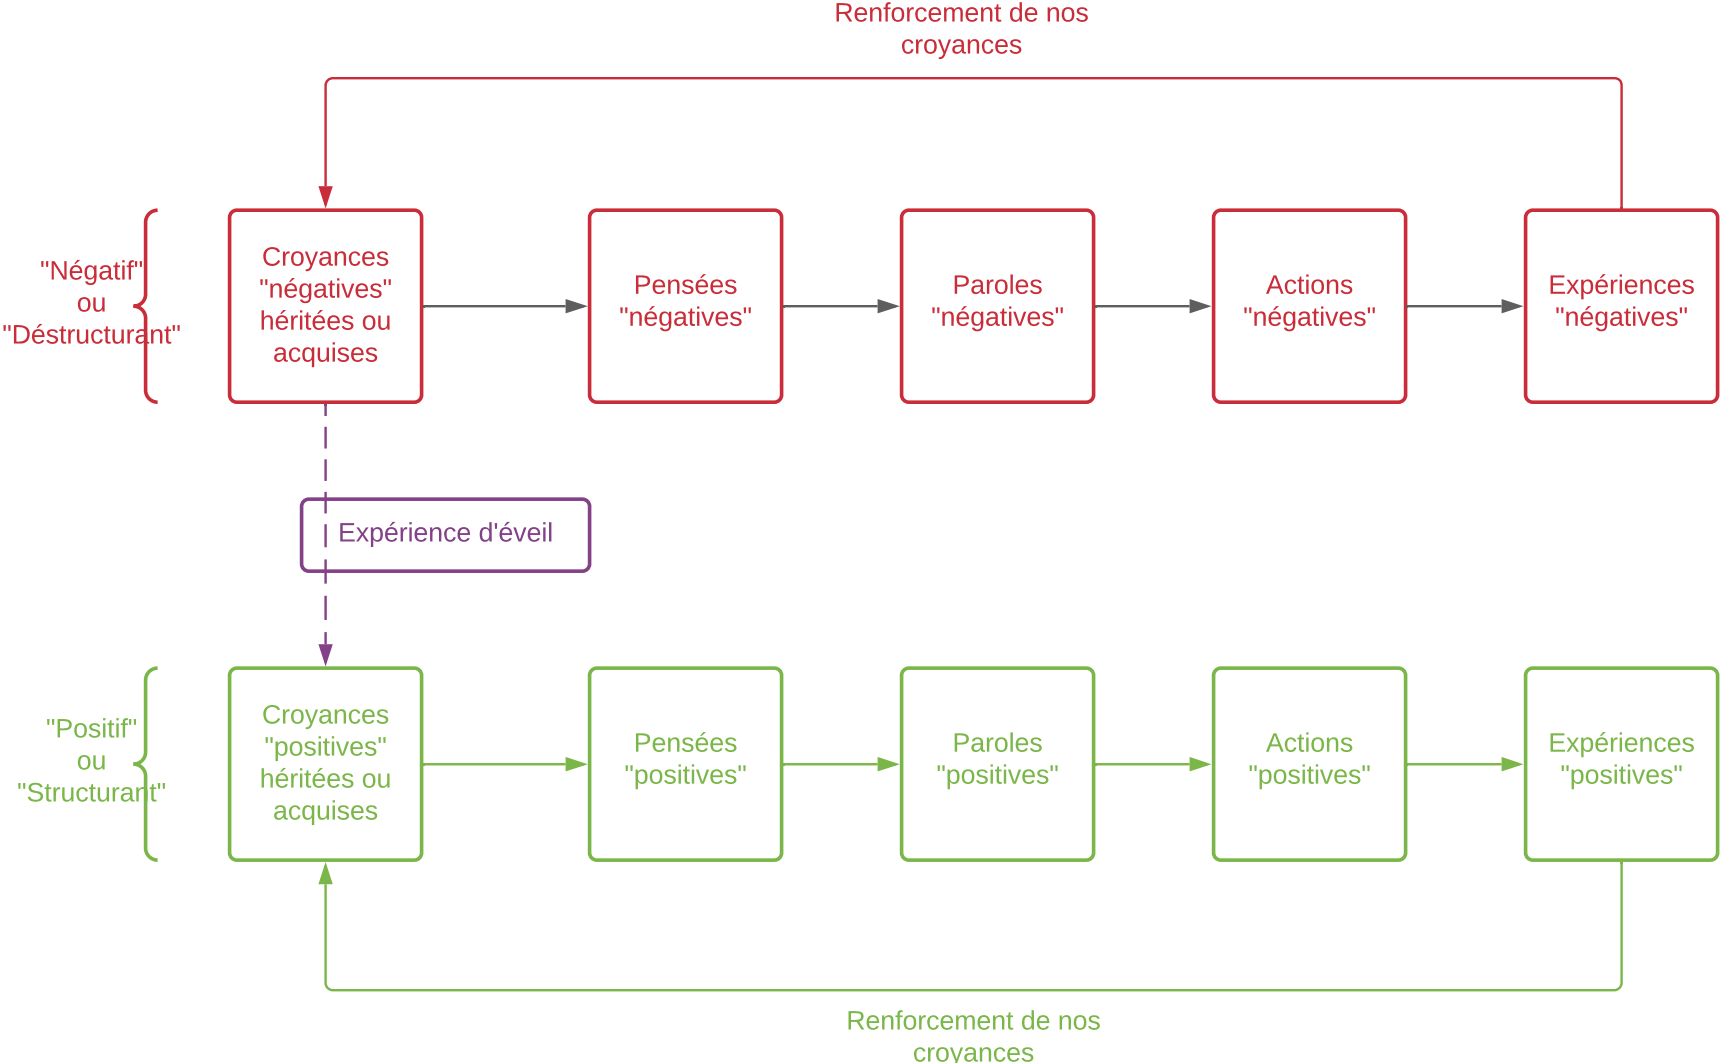 Renforcement de nos
croyances
"Négatif"
ou
"Déstructurant"
Croyances
"négatives"
héritées ou
acquises
Pensées
"négatives"
Paroles
"négatives"
Actions
"négatives"
Expériences
"négatives"
Expérience d'éveil
"Positif"
ou
"Structurant"
Croyances
"positives"
héritées ou
acquises
Pensées
"positives"
Paroles
"positives"
Actions
"positives"
Expériences
"positives"
Renforcement de nos
croyances